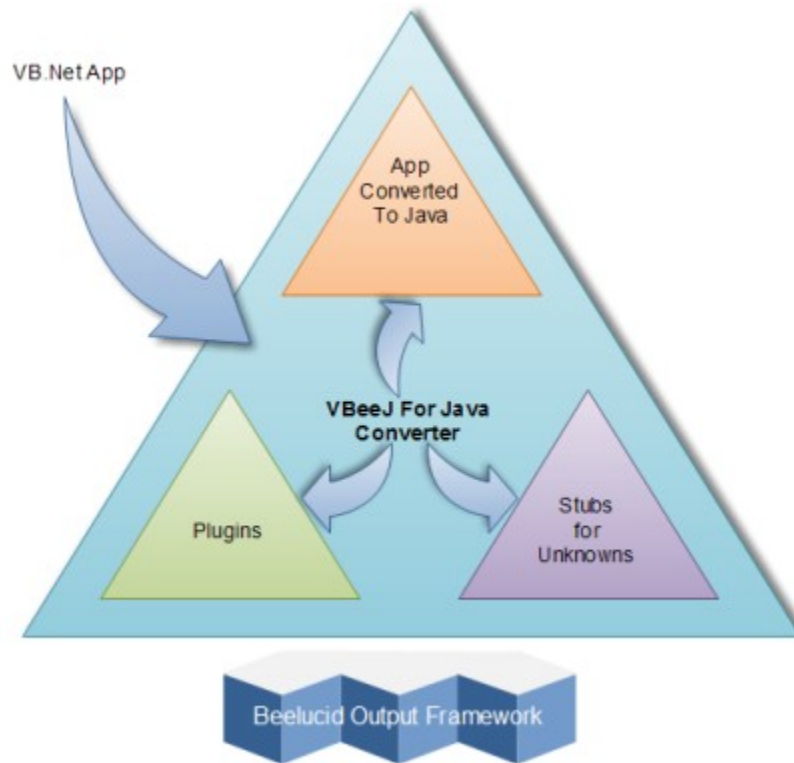 VB.Net App
App
Converted
To Java
VBeeJ For Java
Converter
Plugins
Stubs
for
Unknowns
Beelucid Output Framework